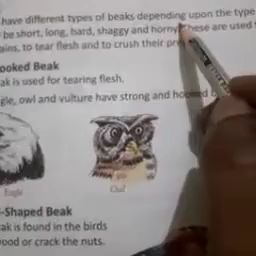 have different types of beaks depending upon the type
be short, long, hard, shaggy and horny. These are used
ains, to tear flesh and to crush their
ooked Beak
ak is used for tearing flesh.
gle, owl and vulture have strong and hooked
Eagle
Owl
-Shaped Beak
ak is found in the birds
wood or crack the nuts.